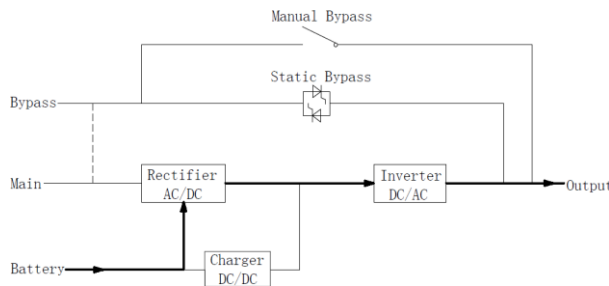 Manual Bypass
Static Bypass
Bypass
Rectifier
AC/DC
Inverter
DC/AC
Main
Output
Charger
DC/DC
Battery